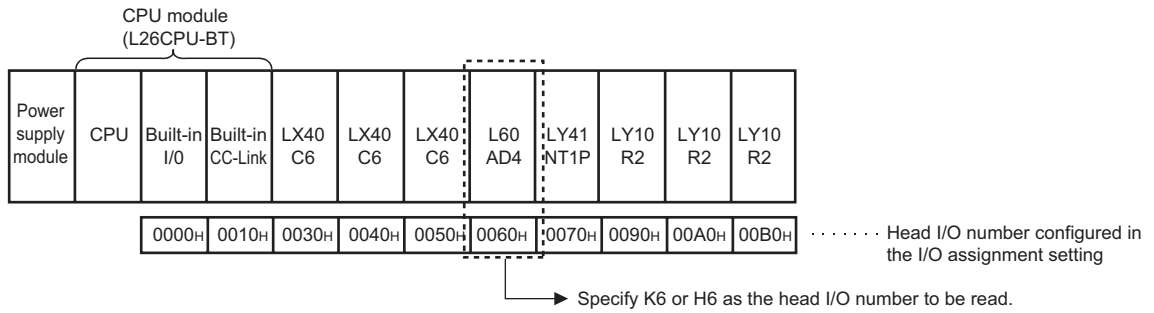 CPU module
(L26CPU-BT)
Power
supply
module
CPU
Built-in
I/0
Built-in
CC-Link
LX40
C6
LX40
C6
LX40
C6
L60
AD4
LY41
NT1P
LY10
R2
LY10
R2
LY10
R2
0000H 0010H 0030H 0040H 0050H 0060H 0070H 0090H 00A0H 00B0H
Head I/O number configured in
the I/O assignment setting
Specify K6 or H6 as the head I/O number to be read.